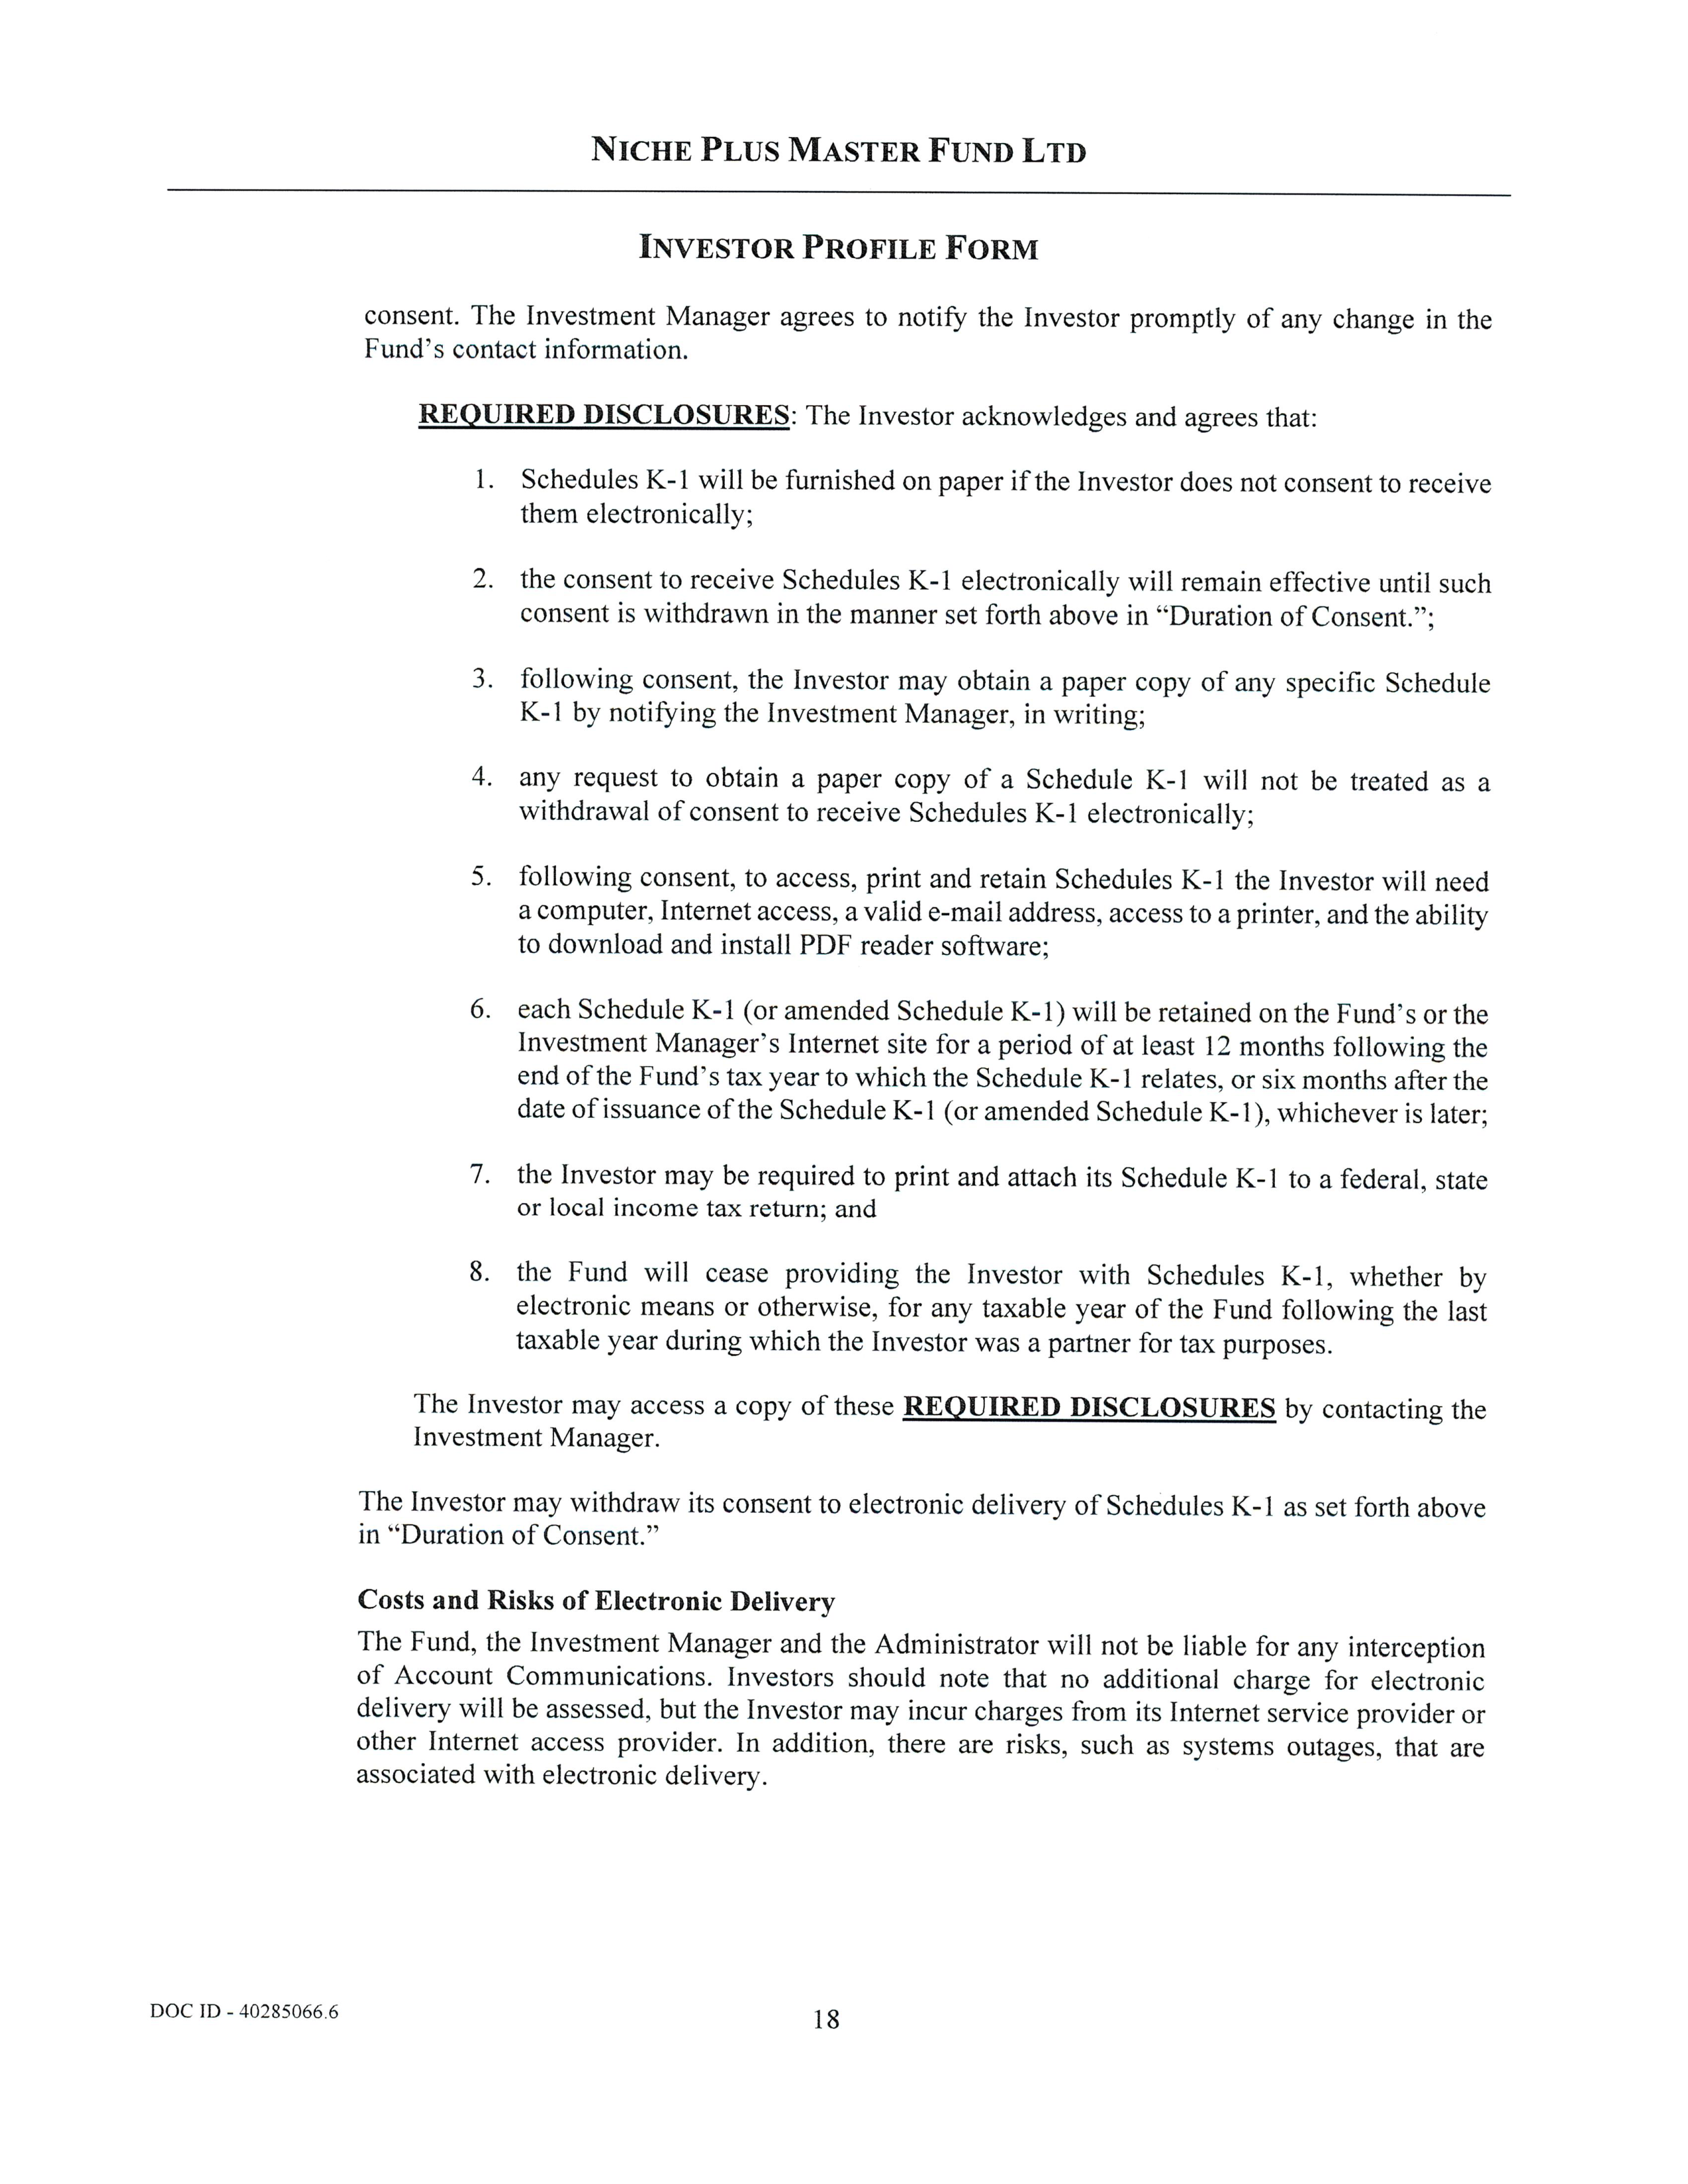 NICHE PLUS MASTER FUND LTD
INVESTOR PROFILE FORM
consent. The Investment Manager agrees to notify the Investor promptly of any change in the
Fund's contact information.
REQUIRED DISCLOSURES: The Investor acknowledges and agrees that:
1. Schedules K-1 will be furnished on paper if the Investor does not consent to receive
them electronically;
2. the consent to receive Schedules K-1 electronically will remain effective until such
consent is withdrawn in the manner set forth above in “Duration of Consent.”;
3. following consent, the Investor may obtain a paper copy of any specific Schedule
K-1 by notifying the Investment Manager, in writing;
4. any request to obtain a paper copy of a Schedule K-1 will not be treated as a
withdrawal of consent to receive Schedules K-1 electronically;
5. following consent, to access, print and retain Schedules K-1 the Investor will need
a computer, Internet access, a valid e-mail address, access to a printer, and the ability
to download and install PDF reader software;
6. each Schedule K-1 (or amended Schedule K-1) will be retained on the Fund's or the
Investment Manager's Internet site for a period of at least 12 months following the
end of the Fund's tax year to which the Schedule K-1 relates, or six months after the
date of issuance of the Schedule K-1 (or amended Schedule K-1), whichever is later;
7. the Investor may be required to print and attach its Schedule K-1 to a federal, state
or local income tax return; and
8. the Fund will cease providing the Investor with Schedules K-1, whether by
electronic means or otherwise, for any taxable year of the Fund following the last
taxable year during which the Investor was a partner for tax purposes.
The Investor may access a copy of these REQUIRED DISCLOSURES by contacting the
Investment Manager.
The Investor may withdraw its consent to electronic delivery of Schedules K-1 as set forth above
in “Duration of Consent.”
Costs and Risks of Electronic Delivery
The Fund, the Investment Manager and the Administrator will not be liable for any interception
of Account Communications. Investors should note that no additional charge for electronic
delivery will be assessed, but the Investor may incur charges from its Internet service provider or
other Internet access provider. In addition, there are risks, such as systems outages, that are
associated with electronic delivery.
DOC ID - 40285066.6
18